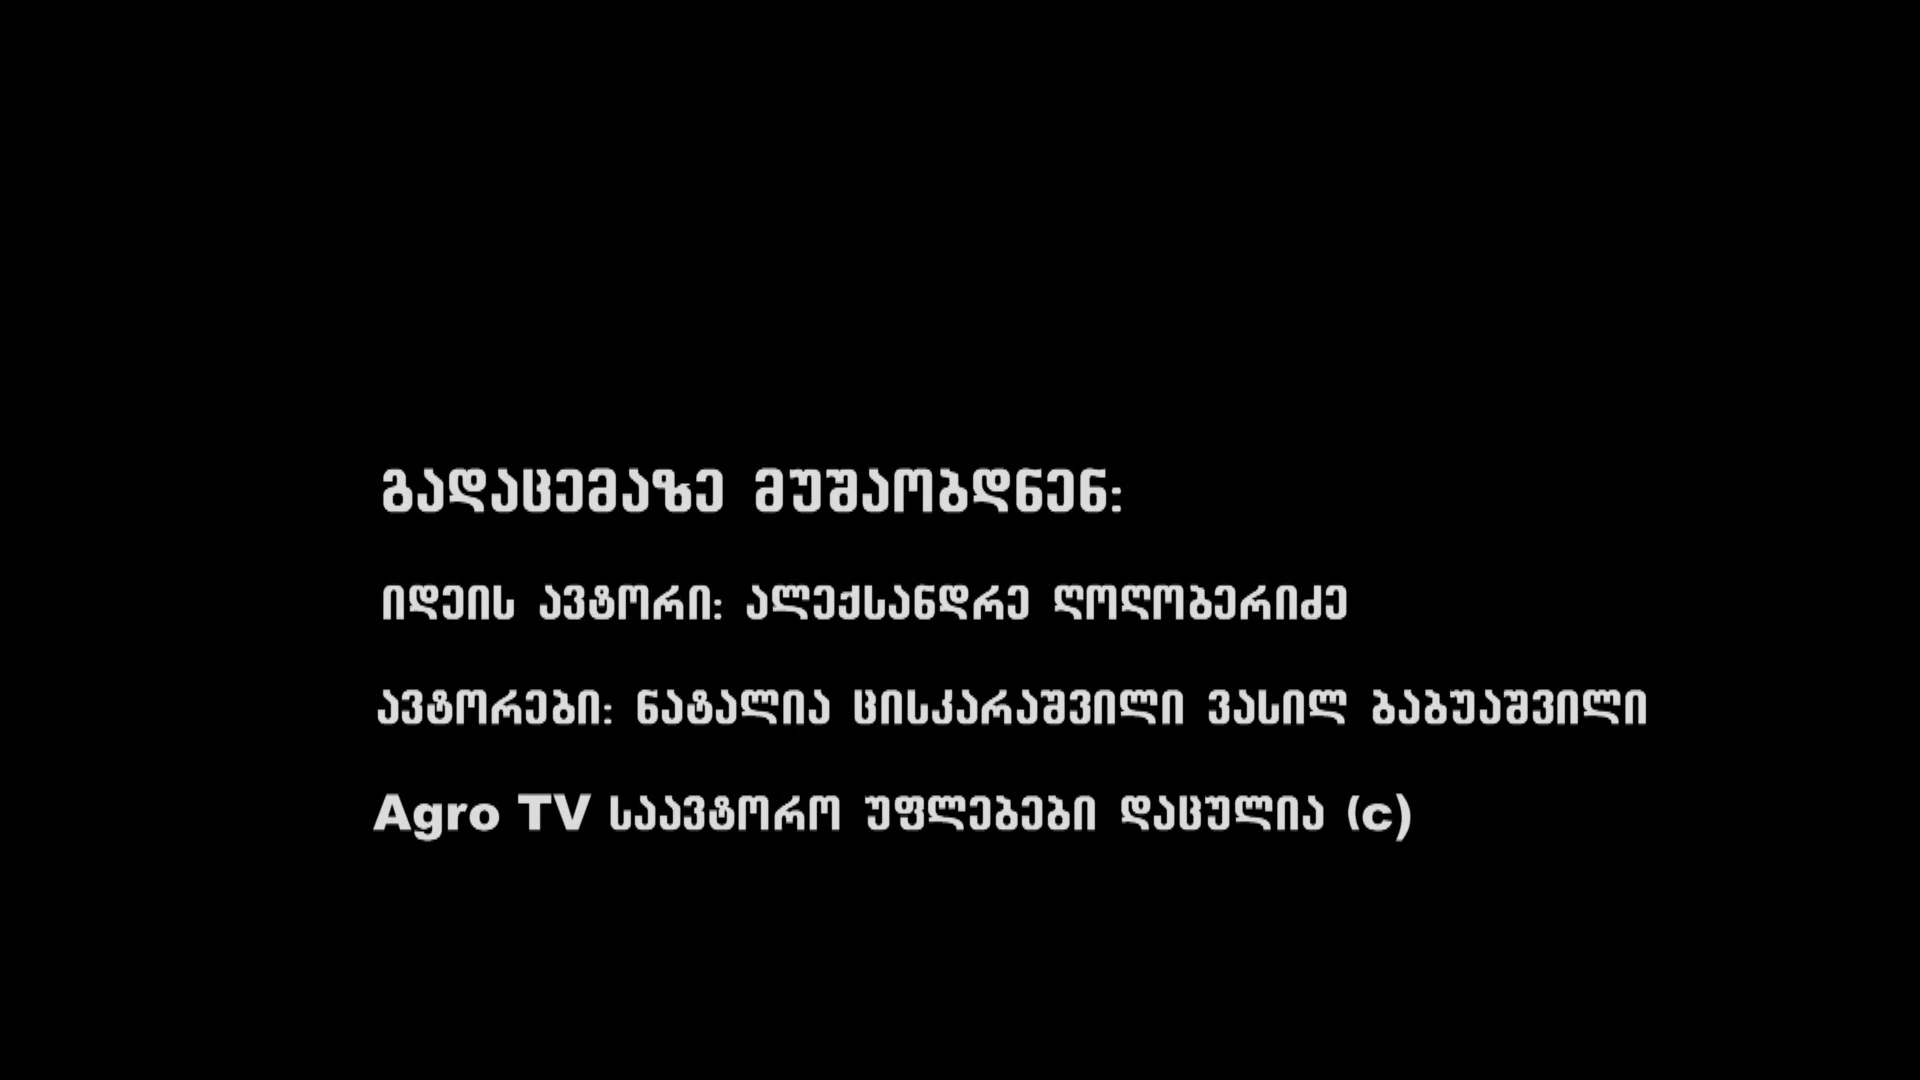 გადაცემაზე მუშაობდნენ:
იდეის ავტორი: ალექსანდრე ღოღობერიძე
ავტორები: ნატალია ცისკარაშვილი ვასილ ბაბუაშვილი
Agro TV საავტორო უფლებები დაცულია (c)